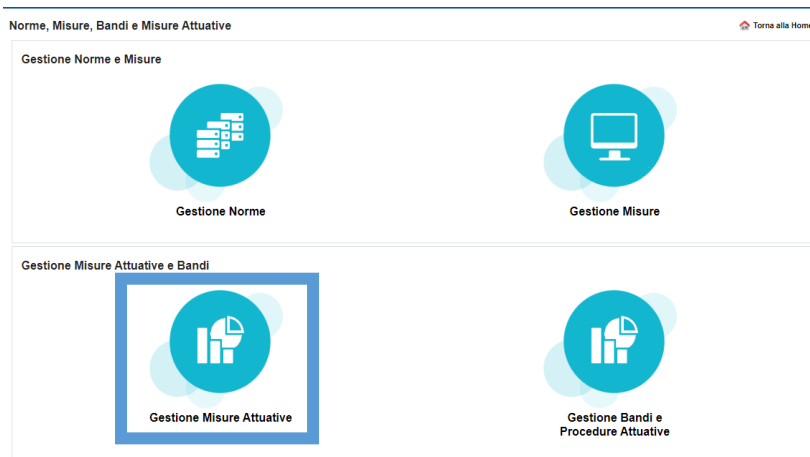 Norme, Misure, Bandi e Misure Attuative
Torna alla Home
Gestione Norme e Misure
Gestione Norme
Gestione Misure
Gestione Misure Attuative e Bandi
Gestione Misure Attuative
Gestione Bandi e
Procedure Attuative